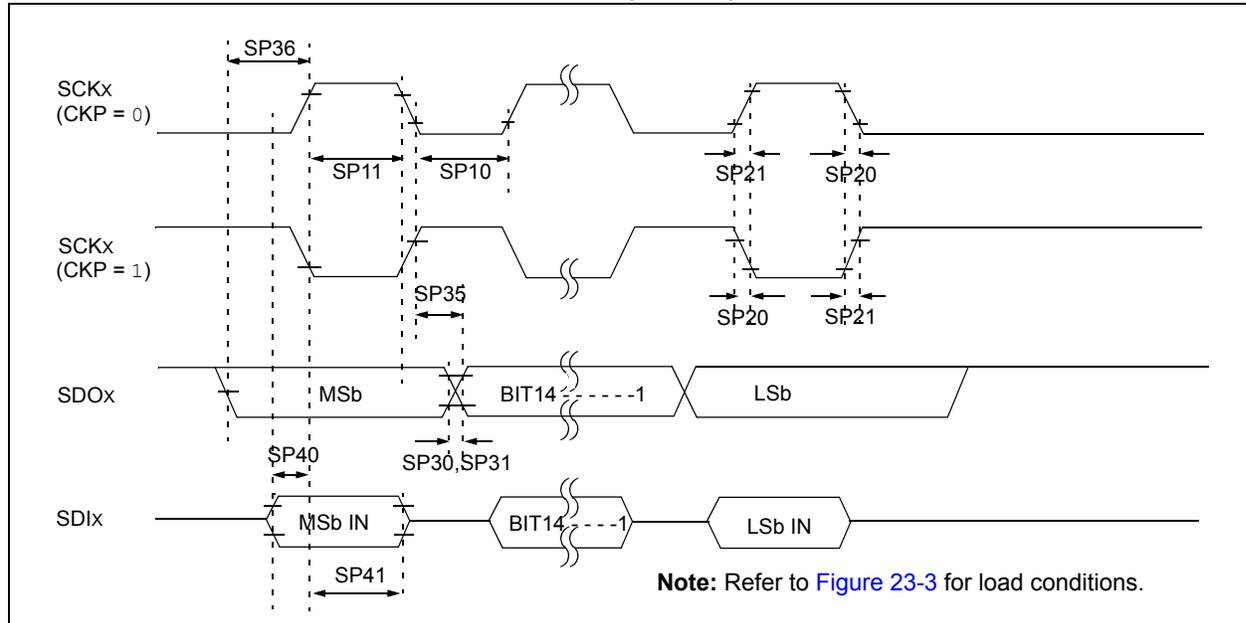 SP36
SCKx
(CKP = 0)
SP11
SP10
SP21
SP20
SCKx
(CKP = 1)
SP35
SP20
SP21
SDOx
MSb
BIT14 - - - - - -1
LSb
SP40
SP30,SP31
SDIx
MSb IN
BIT14 - - - -1
LSb IN
SP41
Note: Refer to Figure 23-3 for load conditions.